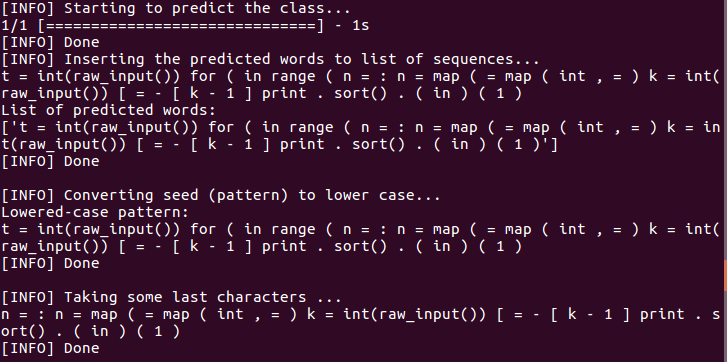 [INFO] Starting to predict the class...
1/1 [==============================] - 1s
[INFO] Done
[INFO] Inserting the predicted words to list of sequences...
t = int(raw_input()) for ( in range ( n = : n = map ( = map ( int , = ) k = int(
raw_input()) [ = - [ k - 1 ] print . sort() . ( in ) ( 1 )
List of predicted words:
['t = int(raw_input()) for ( in range ( n = : n = map ( = map ( int , = ) k = in
t(raw_input()) [ = - [ k - 1 ] print . sort() . ( in ) ( 1 )']
[INFO] Done

[INFO] Converting seed (pattern) to lower case...
Lowered-case pattern:
t = int(raw_input()) for ( in range ( n = : n = map ( = map ( int , = ) k = int(
raw_input()) [ = - [ k - 1 ] print . sort() . ( in ) ( 1 )
[INFO] Done

[INFO] Taking some last characters ...
n = : n = map ( = map ( int , = ) k = int(raw_input()) [ = - [ k - 1 ] print . s
ort() . ( in ) ( 1 )
[INFO] Done